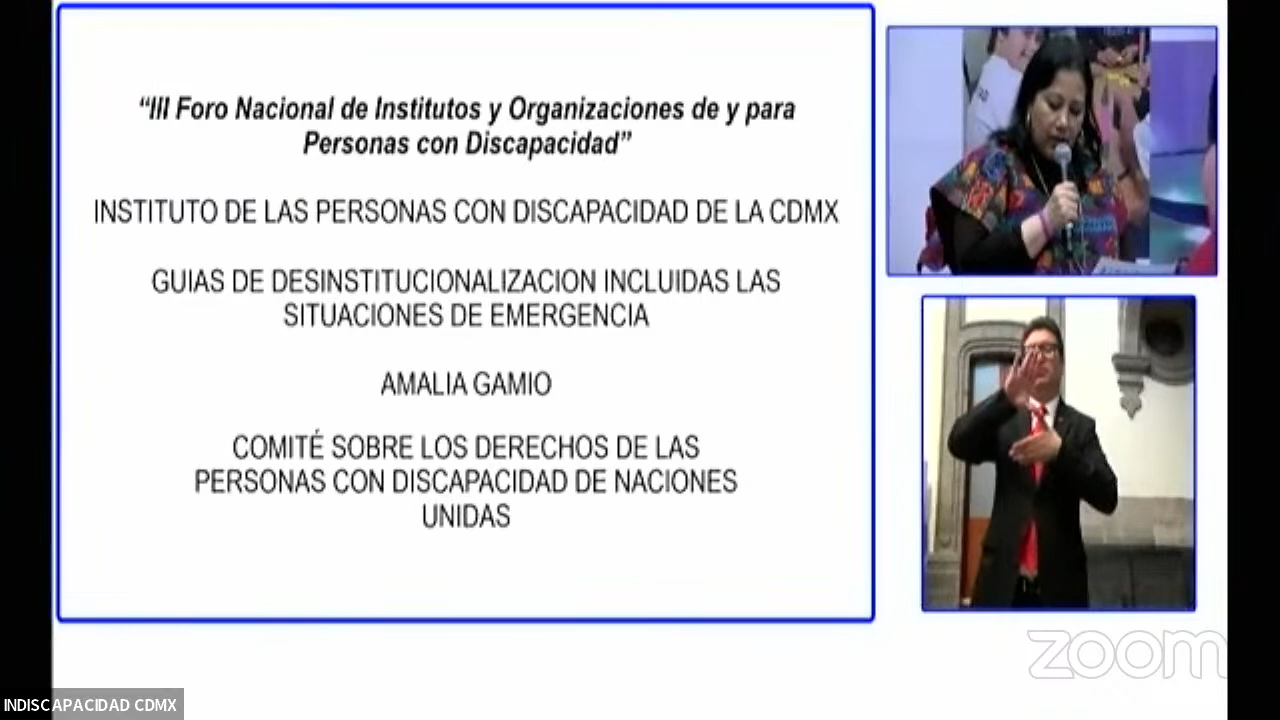 “III Foro Nacional de Institutos y Organizaciones de y para
Personas con Discapacidad”
INSTITUTO DE LAS PERSONAS CON DISCAPACIDAD DE LA CDMX
GUIAS DE DESINSTITUCIONALIZACION INCLUIDAS LAS
SITUACIONES DE EMERGENCIA
AMALIA GAMIO
COMITÉ SOBRE LOS DERECHOS DE LAS
PERSONAS CON DISCAPACIDAD DE NACIONES
UNIDAS
zoom
INDISCAPACIDAD CDMX